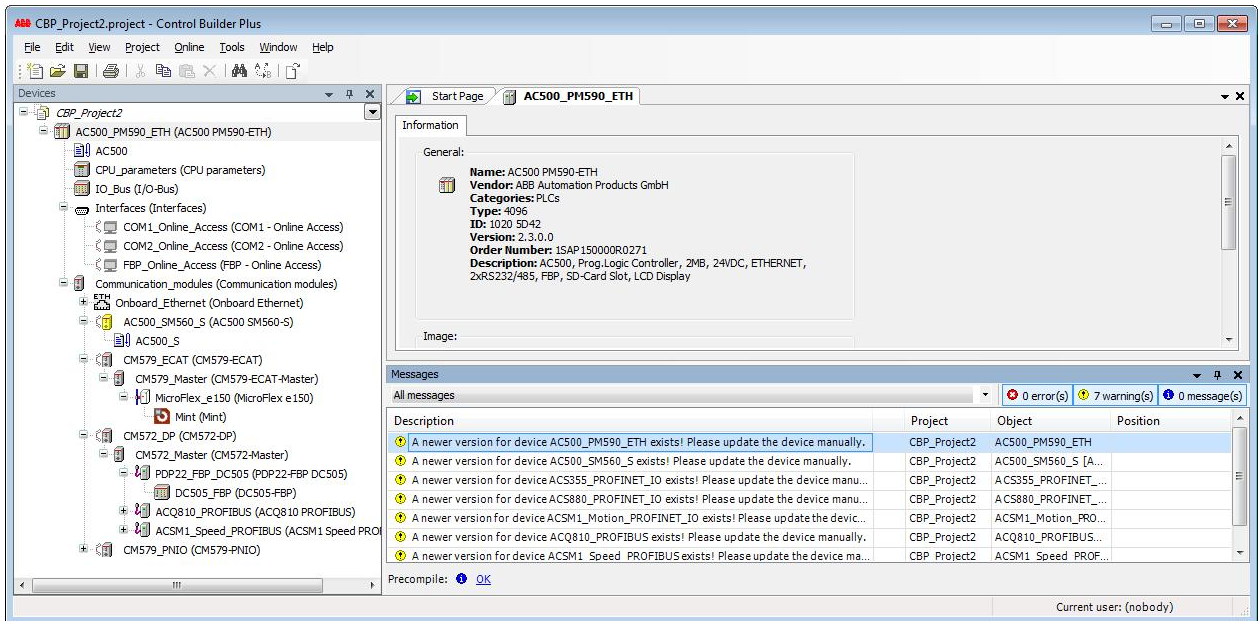 ABB CBP_Project2.project - Control Builder Plus
File Edit View Project Online Tools Window Help
Devices
CBP_Project2
AC500_PM590_ETH (AC500 PM590-ETH)
AC500
CPU_parameters (CPU parameters)
IO_Bus (I/O-Bus)
Interfaces (Interfaces)
COM1_Online_Access (COM1 - Online Access)
COM2_Online_Access (COM2 - Online Access)
FBP_Online_Access (FBP - Online Access)
Communication_modules (Communication modules)
ETH Onboard_Ethernet (Onboard Ethernet)
AC500_SM560_S (AC500 SM560-S)
AC500_S
CM579_ECAT (CM579-ECAT)
CM579_Master (CM579-ECAT-Master)
MicroFlex_e150 (MicroFlex e150)
Mint (Mint)
CM572_DP (CM572-DP)
CM572_Master (CM572-Master)
PDP22_FBP_DC505 (PDP22-FBP DC505)
DC505_FBP (DC505-FBP)
ACQ810_PROFIBUS (ACQ810 PROFIBUS)
ACSM1_Speed_PROFIBUS (ACSM1 Speed PROF
CM579_PNIO (CM579-PNIO)
Start Page AC500_PM590_ETH
Information
General:
Name: AC500 PM590-ETH
Vendor: ABB Automation Products GmbH
Categories: PLCs
Type: 4096
ID: 1020 5D42
Version: 2.3.0.0
Order Number: 1SAP150000R0271
Description: AC500, Prog.Logic Controller, 2MB, 24VDC, ETHERNET,
2xRS232/485, FBP, SD-Card Slot, LCD Display
Image:
Messages
All messages 0 error(s) 7 warning(s) 0 message(s)
Description Project Object Position
A newer version for device AC500_PM590_ETH exists! Please update the device manually. CBP_Project2 AC500_PM590_ETH
A newer version for device AC500_SM560_S exists! Please update the device manually. CBP_Project2 AC500_SM560_S [A...
A newer version for device ACS355_PROFINET_IO exists! Please update the device manu... CBP_Project2 ACS355_PROFINET_...
A newer version for device ACS880_PROFINET_IO exists! Please update the device manu... CBP_Project2 ACS880_PROFINET_...
A newer version for device ACSM1_Motion_PROFINET_IO exists! Please update the devic... CBP_Project2 ACSM1_Motion_PRO...
A newer version for device ACQ810_PROFIBUS exists! Please update the device manually. CBP_Project2 ACQ810_PROFIBUS...
A newer version for device ACSM1_Speed_PROFIBUS exists! Please update the device ma... CBP_Project2 ACSM1_Speed_PROF...
Precompile: OK
Current user: (nobody)